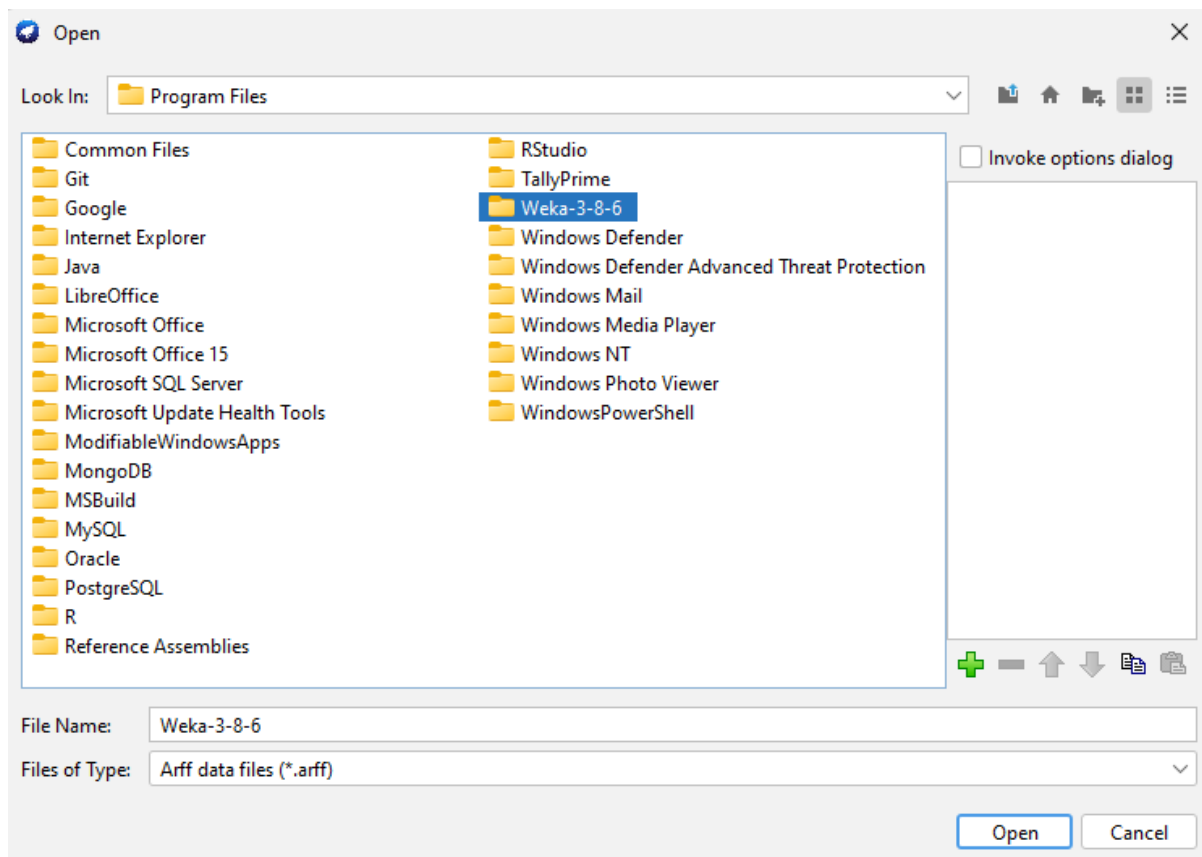 Open
Look In: Program Files
Common Files
Git
Google
Internet Explorer
Java
LibreOffice
Microsoft Office
Microsoft Office 15
Microsoft SQL Server
Microsoft Update Health Tools
ModifiableWindowsApps
MongoDB
MSBuild
MySQL
Oracle
PostgreSQL
R
Reference Assemblies
RStudio
TallyPrime
Weka-3-8-6
Windows Defender
Windows Defender Advanced Threat Protection
Windows Mail
Windows Media Player
Windows NT
Windows Photo Viewer
WindowsPowerShell
Invoke options dialog
File Name: Weka-3-8-6
Files of Type: Arff data files (*.arff)
Open Cancel